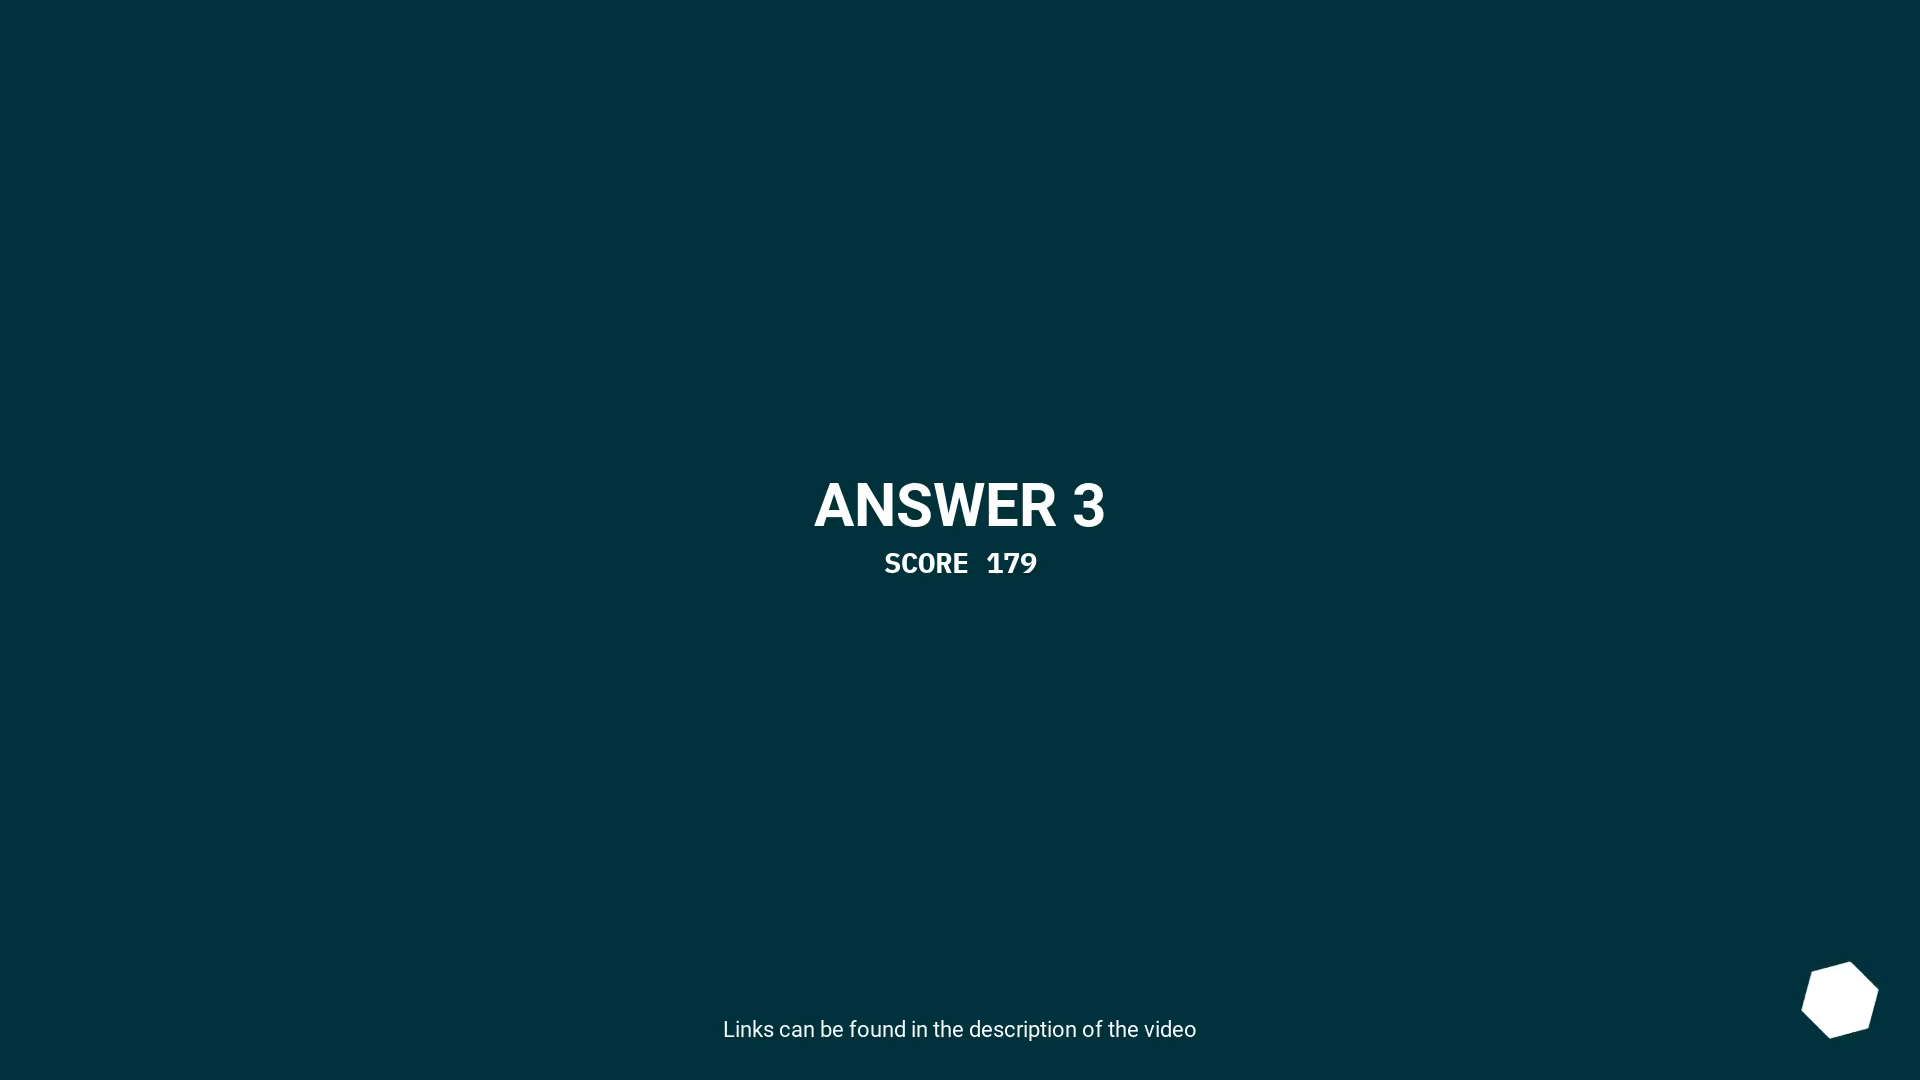 ANSWER 3
SCORE 179
Links can be found in the description of the video